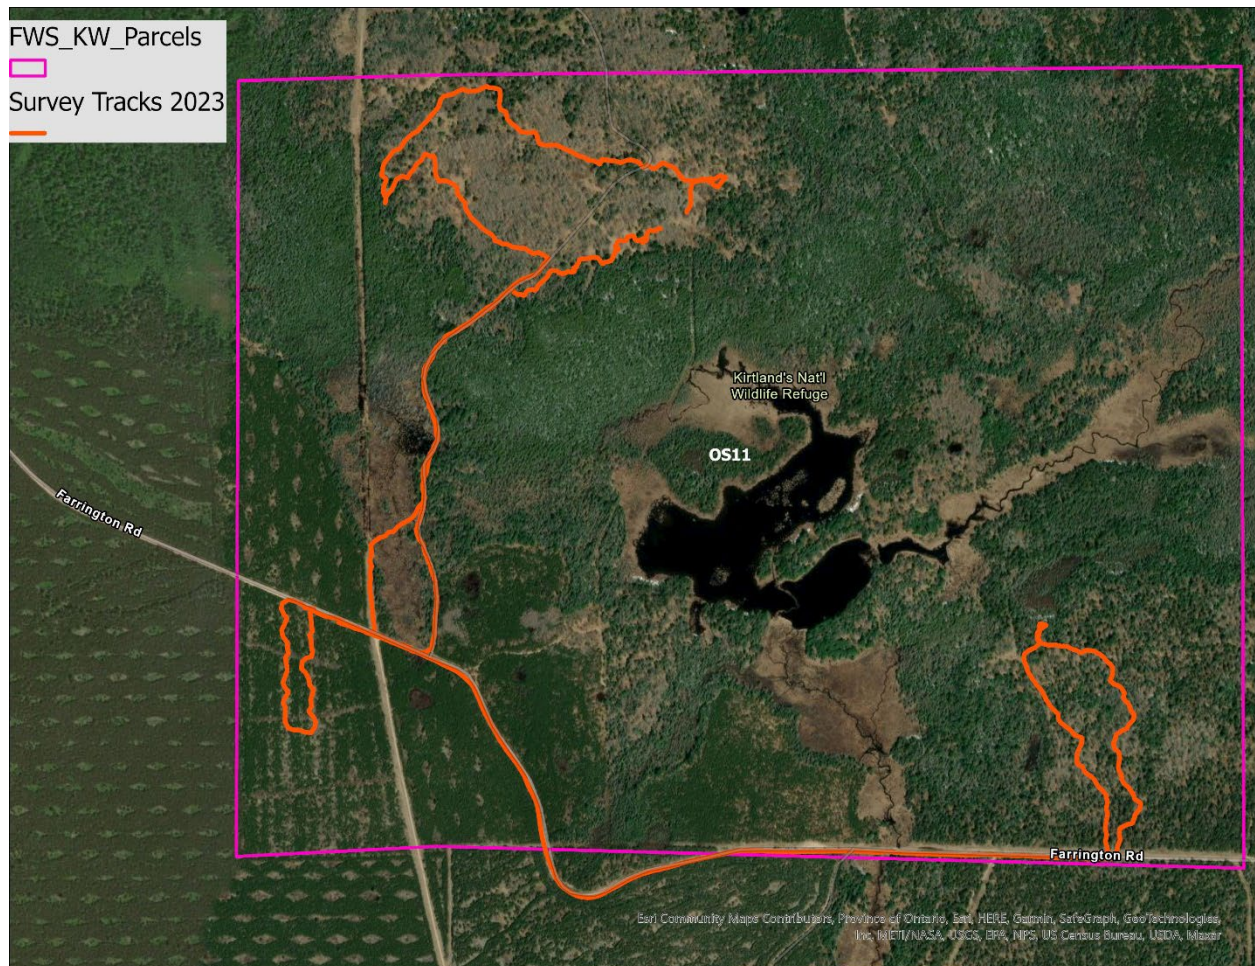 FWS_KW_Parcels
Survey Tracks 2023
Kirtland's Nat'l
Wildlife Refuge
OS11
Farrington Rd
Farrington Rd
Esri Community Maps Contributors, Province of Ontario, Esri, HERE, Garmin, SafeGraph, GeoTechnologies,
Inc, METI/NASA, USGS, EPA, NPS, US Census Bureau, USDA, Maxar